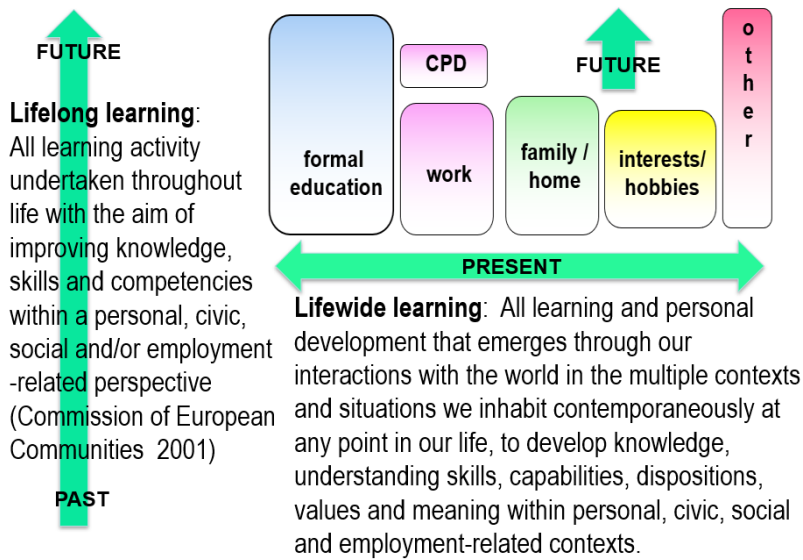 FUTURE
Lifelong learning:
All learning activity
undertaken throughout
life with the aim of
improving knowledge,
skills and competencies
within a personal, civic,
social and/or employment
-related perspective
(Commission of European
Communities 2001)
PAST
formal
education
CPD
work
family /
home
FUTURE
interests/
hobbies
other
PRESENT
Lifewide learning: All learning and personal
development that emerges through our
interactions with the world in the multiple contexts
and situations we inhabit contemporaneously at
any point in our life, to develop knowledge,
understanding skills, capabilities, dispositions,
values and meaning within personal, civic, social
and employment-related contexts.